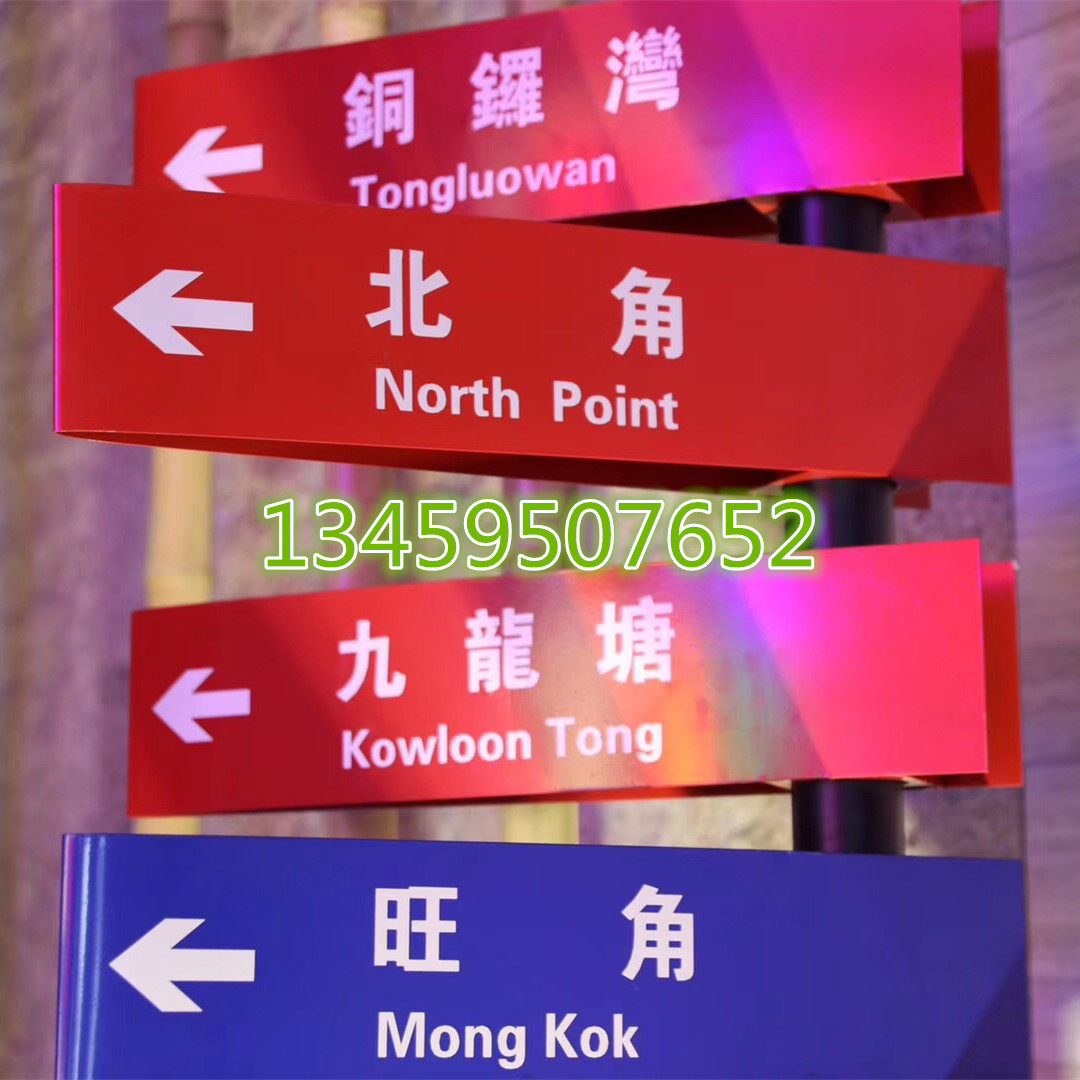 銅鑼灣
Tongluowan
北角
North Point
13459507652
九龍塘
Kowloon Tong
旺角
Mong Kok